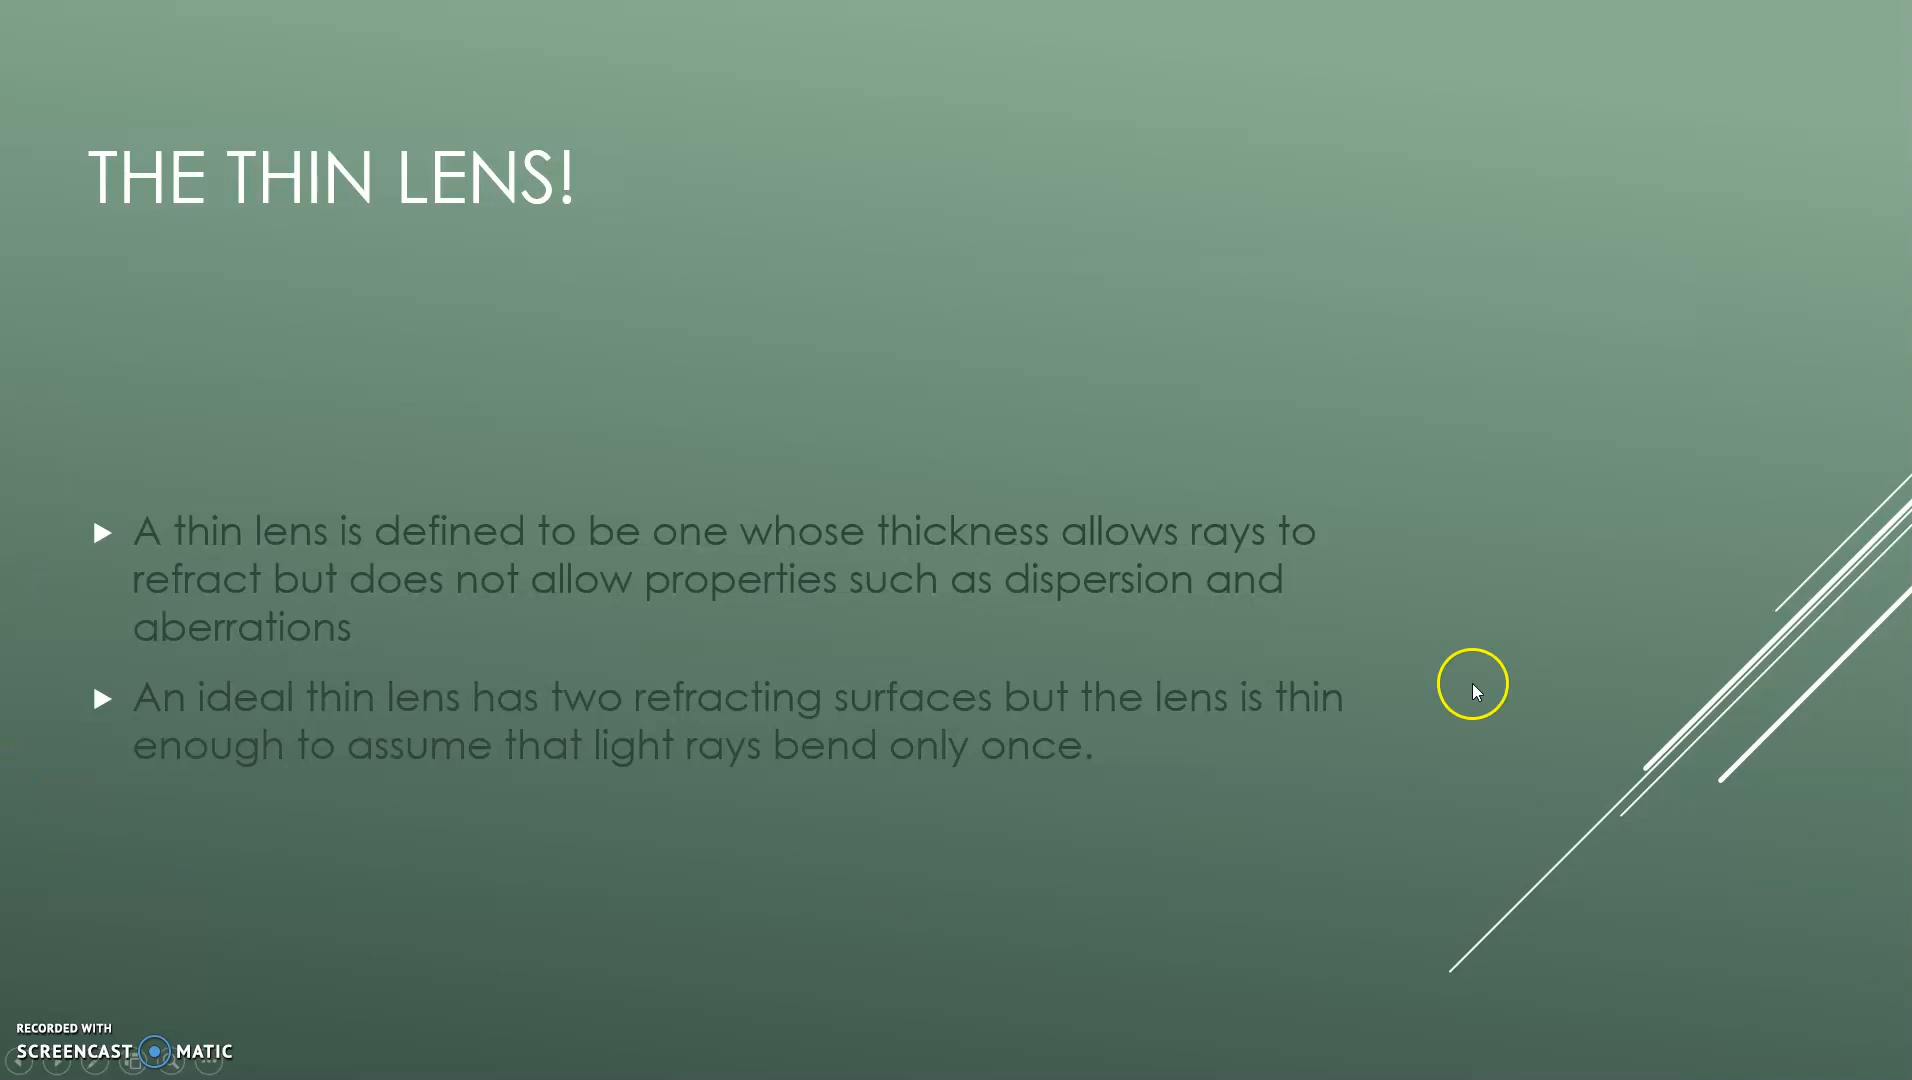 THE THIN LENS!
A thin lens is defined to be one whose thickness allows rays to
refract but does not allow properties such as dispersion and
aberrations
An ideal thin lens has two refracting surfaces but the lens is thin
enough to assume that light rays bend only once.
RECORDED WITH
SCREENCAST MATIC